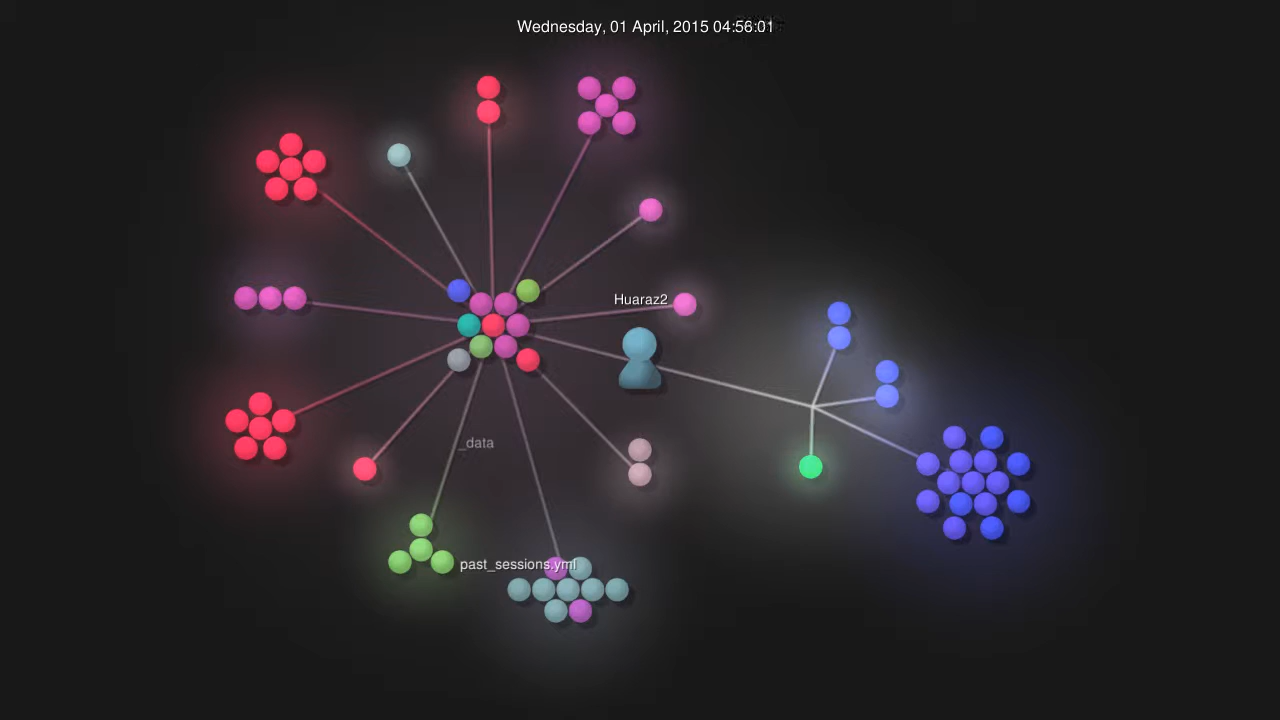 Wednesday, 01 April, 2015 04:56:01
Huaraz2
_data
past_sessions.yml